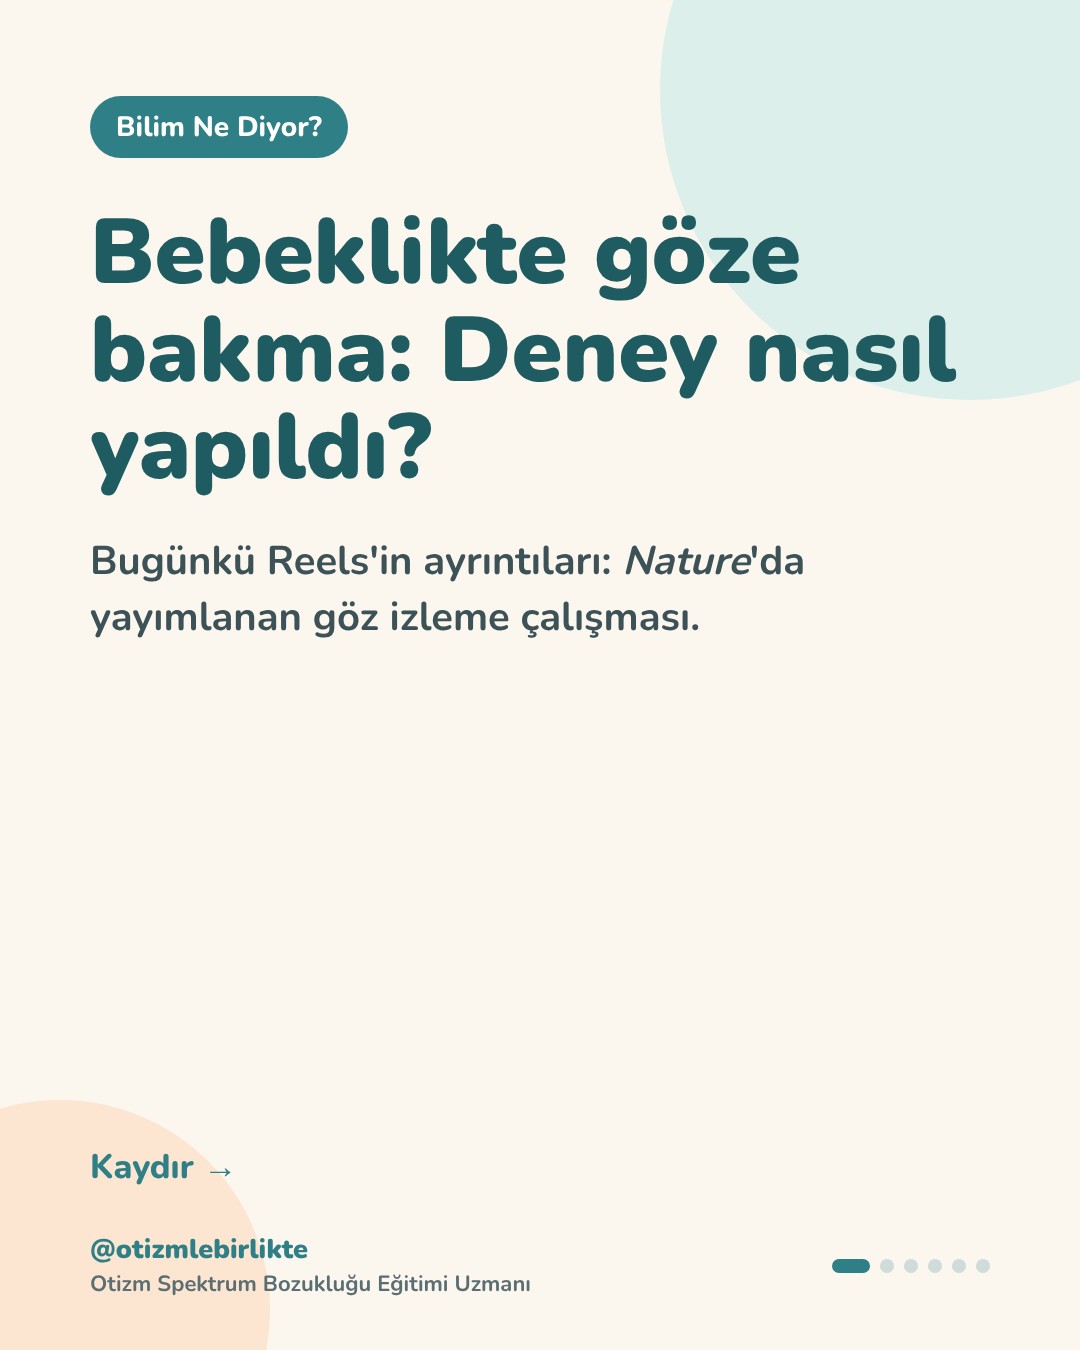 Bilim Ne Diyor?
Bebeklikte göze
bakma: Deney nasıl
yapıldı?
Bugünkü Reels'in ayrıntıları: Nature'da
yayımlanan göz izleme çalışması.
Kaydır →
@otizmlebirlikte
Otizm Spektrum Bozukluğu Eğitimi Uzmanı